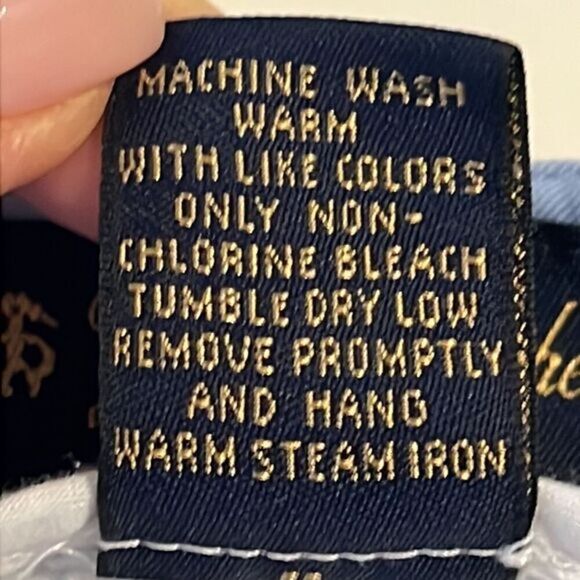 MACHINE WASH
WARM
WITH LIKE COLORS
ONLY NON-
CHLORINE BLEACH
TUMBLE DRY LOW
REMOVE PROMPTLY
AND HANG
WARM STEAM IRON
he